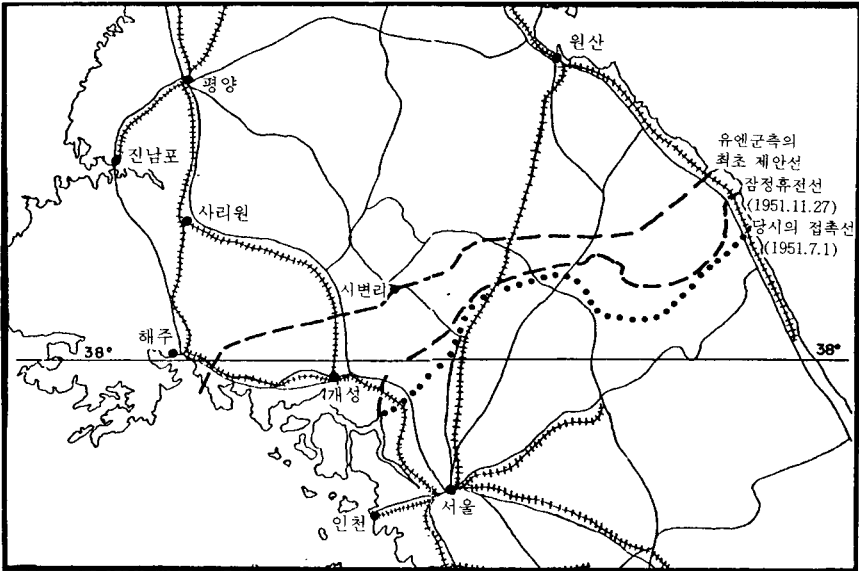 원산
평양
유엔군측의
최초 제안선
진남포
잠정휴전선
(1951.11.27)
사리원
당시의 접촉선
(1951.7.1)
시변리
해주
38°
38°
개성
서울
인천